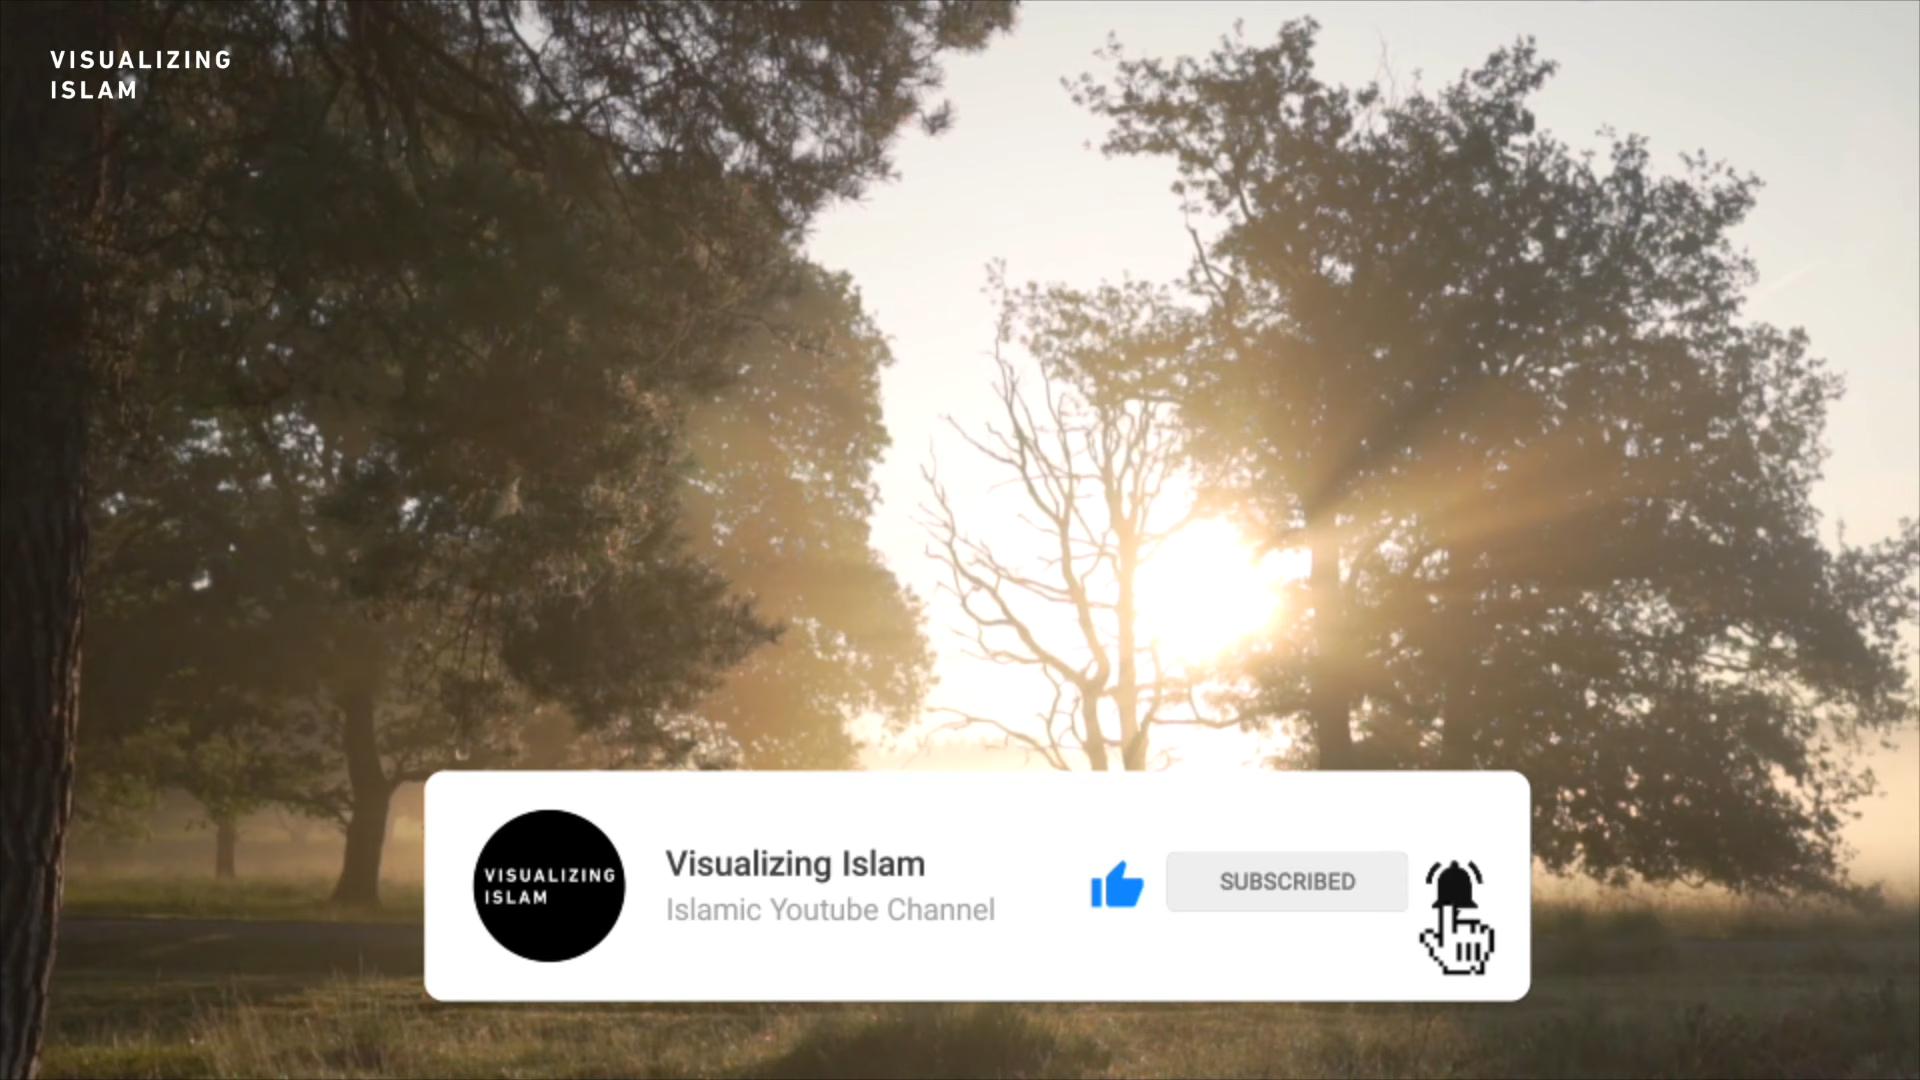 VISUALIZING
ISLAM
VISUALIZING
ISLAM
Visualizing Islam
Islamic Youtube Channel
SUBSCRIBED